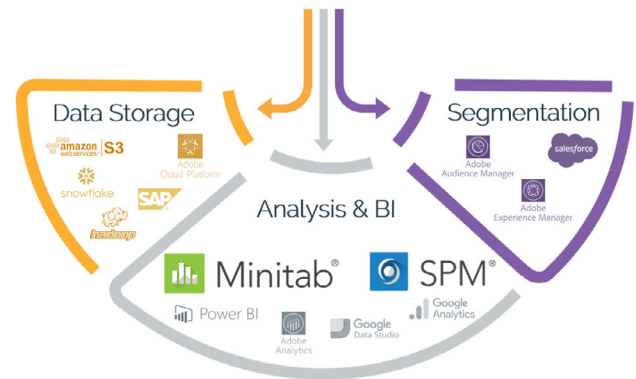 Data Storage
amazon
webservices
S3
Adobe
Cloud Platform
snowflake
SAP
hadoop
Segmentation
Adobe
Audience Manager
salesforce
Adobe
Experience Manager
Analysis & BI
Minitab®
SPM®
Power BI
Adobe
Analytics
Google
Data Studio
Google
Analytics